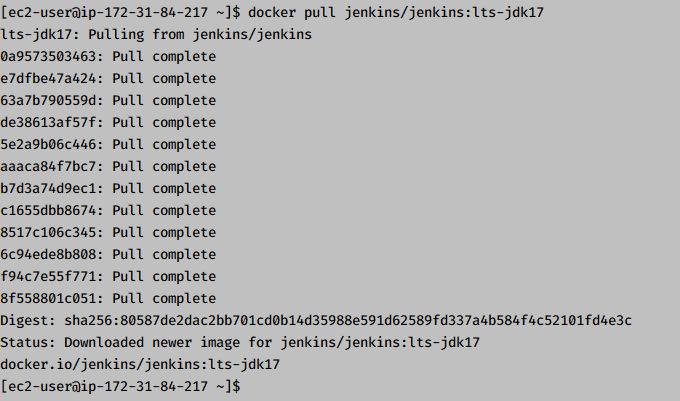 [ec2-user@ip-172-31-84-217 ~]$ docker pull jenkins/jenkins:lts-jdk17
lts-jdk17: Pulling from jenkins/jenkins
0a9573503463: Pull complete
e7dfbe47a424: Pull complete
63a7b790559d: Pull complete
de38613af57f: Pull complete
5e2a9b06c446: Pull complete
aaaca84f7bc7: Pull complete
b7d3a74d9ec1: Pull complete
c1655dbb8674: Pull complete
8517c106c345: Pull complete
6c94ede8b808: Pull complete
f94c7e55f771: Pull complete
8f558801c051: Pull complete
Digest: sha256:80587de2dac2bb701cd0b14d35988e591d62589fd337a4b584f4c52101fd4e3c
Status: Downloaded newer image for jenkins/jenkins:lts-jdk17
docker.io/jenkins/jenkins:lts-jdk17
[ec2-user@ip-172-31-84-217 ~]$